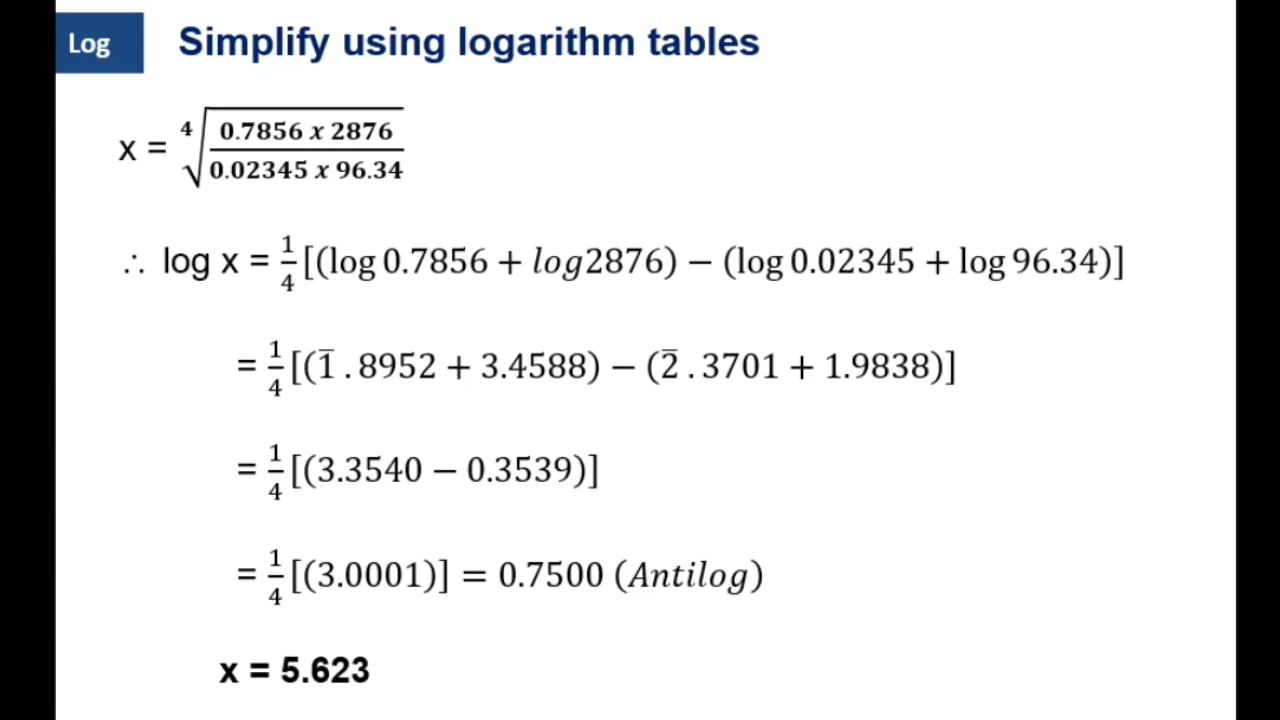 Log
Simplify using logarithm tables
x = ∜((0.7856 x 2876)/(0.02345 x 96.34))
∴ log x = 1/4 [(log 0.7856 + log2876) − (log 0.02345 + log 96.34)]
= 1/4 [(1̅ . 8952 + 3.4588) − (2̅ . 3701 + 1.9838)]
= 1/4 [(3.3540 − 0.3539)]
= 1/4 [(3.0001)] = 0.7500 (Antilog)
x = 5.623